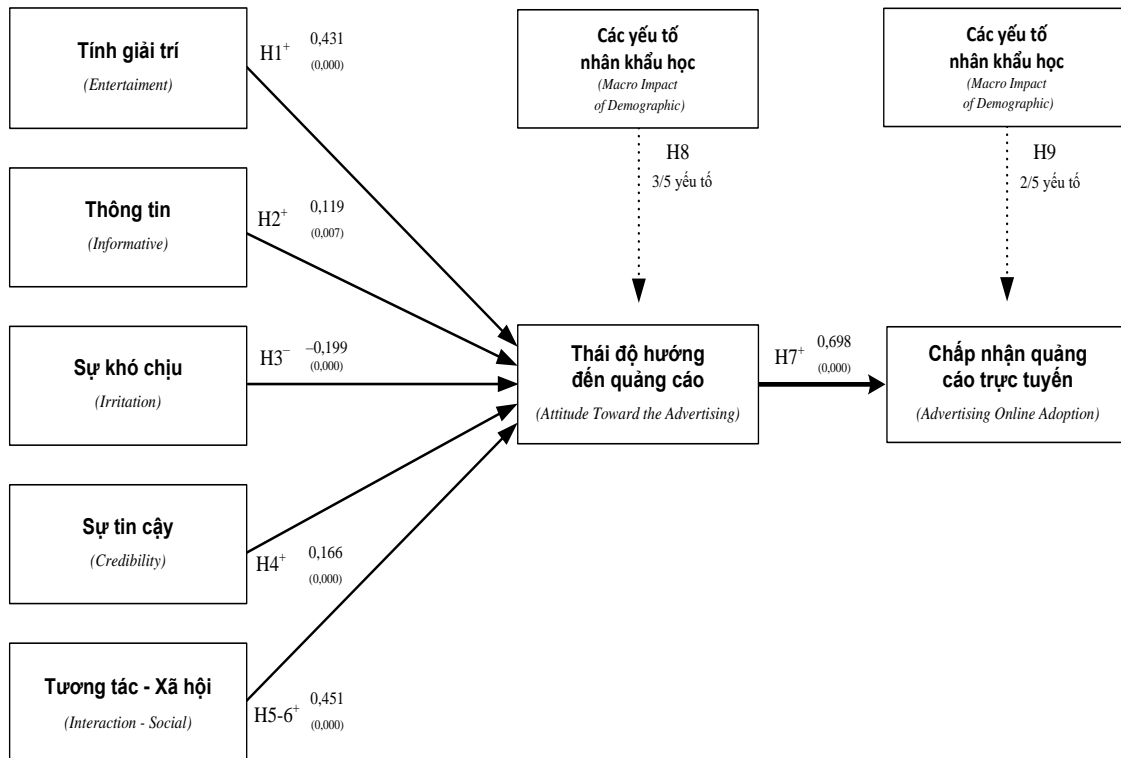 Tính giải trí
(Entertaiment)
H1+ 0,431
(0,000)
Thông tin
(Informative)
H2+ 0,119
(0,007)
Sự khó chịu
(Irritation)
H3– –0,199
(0,000)
Sự tin cậy
(Credibility)
H4+ 0,166
(0,000)
Tương tác - Xã hội
(Interaction - Social)
H5-6+ 0,451
(0,000)
Các yếu tố
nhân khẩu học
(Macro Impact
of Demographic)
H8
3/5 yếu tố
Thái độ hướng
đến quảng cáo
(Attitude Toward the Advertising)
H7+ 0,698
(0,000)
Các yếu tố
nhân khẩu học
(Macro Impact
of Demographic)
H9
2/5 yếu tố
Chấp nhận quảng
cáo trực tuyến
(Advertising Online Adoption)